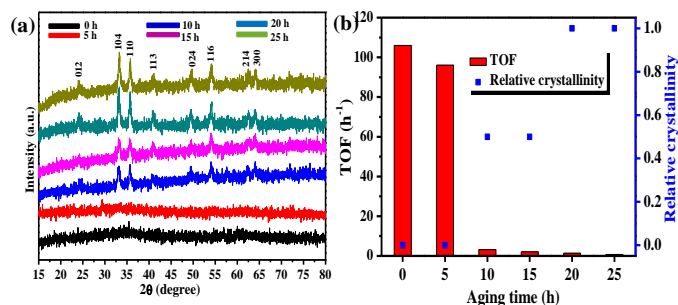 (a)
0 h
10 h
20 h
5 h
15 h
25 h
012
104
110
113
024
116
214
300
Intensity (a.u.)
15 20 25 30 35 40 45 50 55 60 65 70 75 80
2θ (degree)
(b)
120
100
80
60
40
20
0
TOF (h-1)
TOF
Relative crystallinity
1.0
0.8
0.6
0.4
0.2
0.0
Relative crystallinity
0 5 10 15 20 25
Aging time (h)